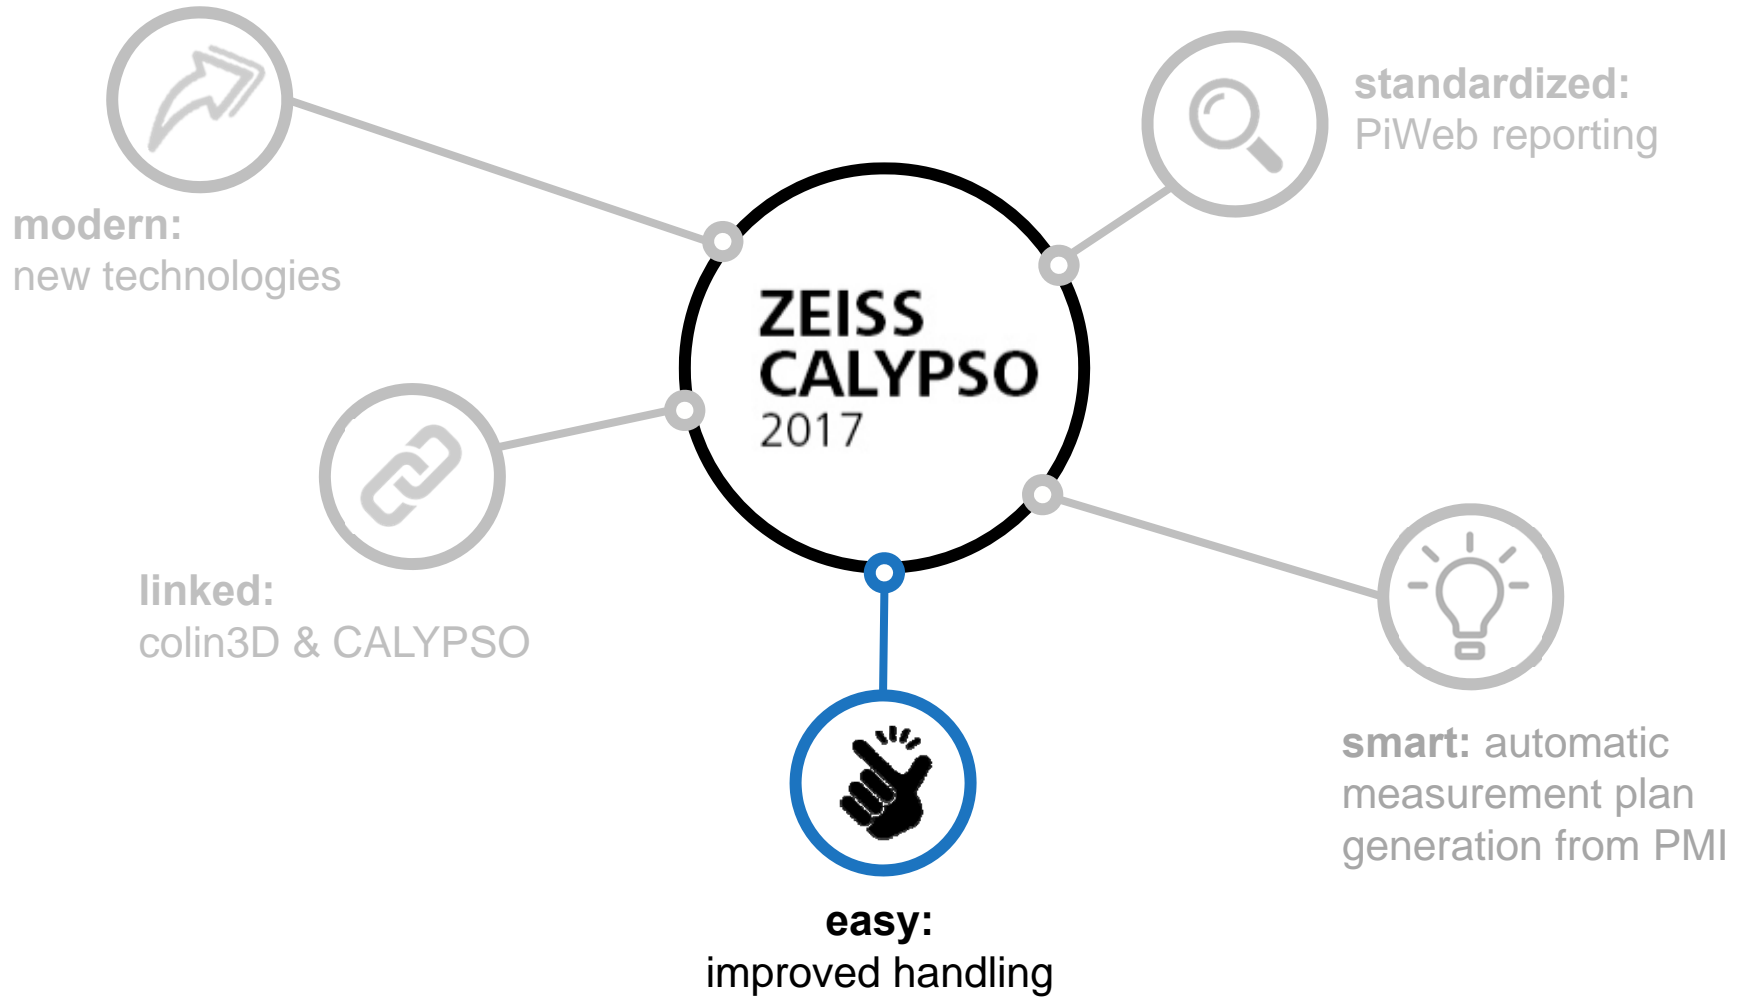 standardized:
PiWeb reporting
modern:
new technologies
ZEISS
CALYPSO
2017
linked:
colin3D & CALYPSO
smart: automatic
measurement plan
generation from PMI
easy:
improved handling